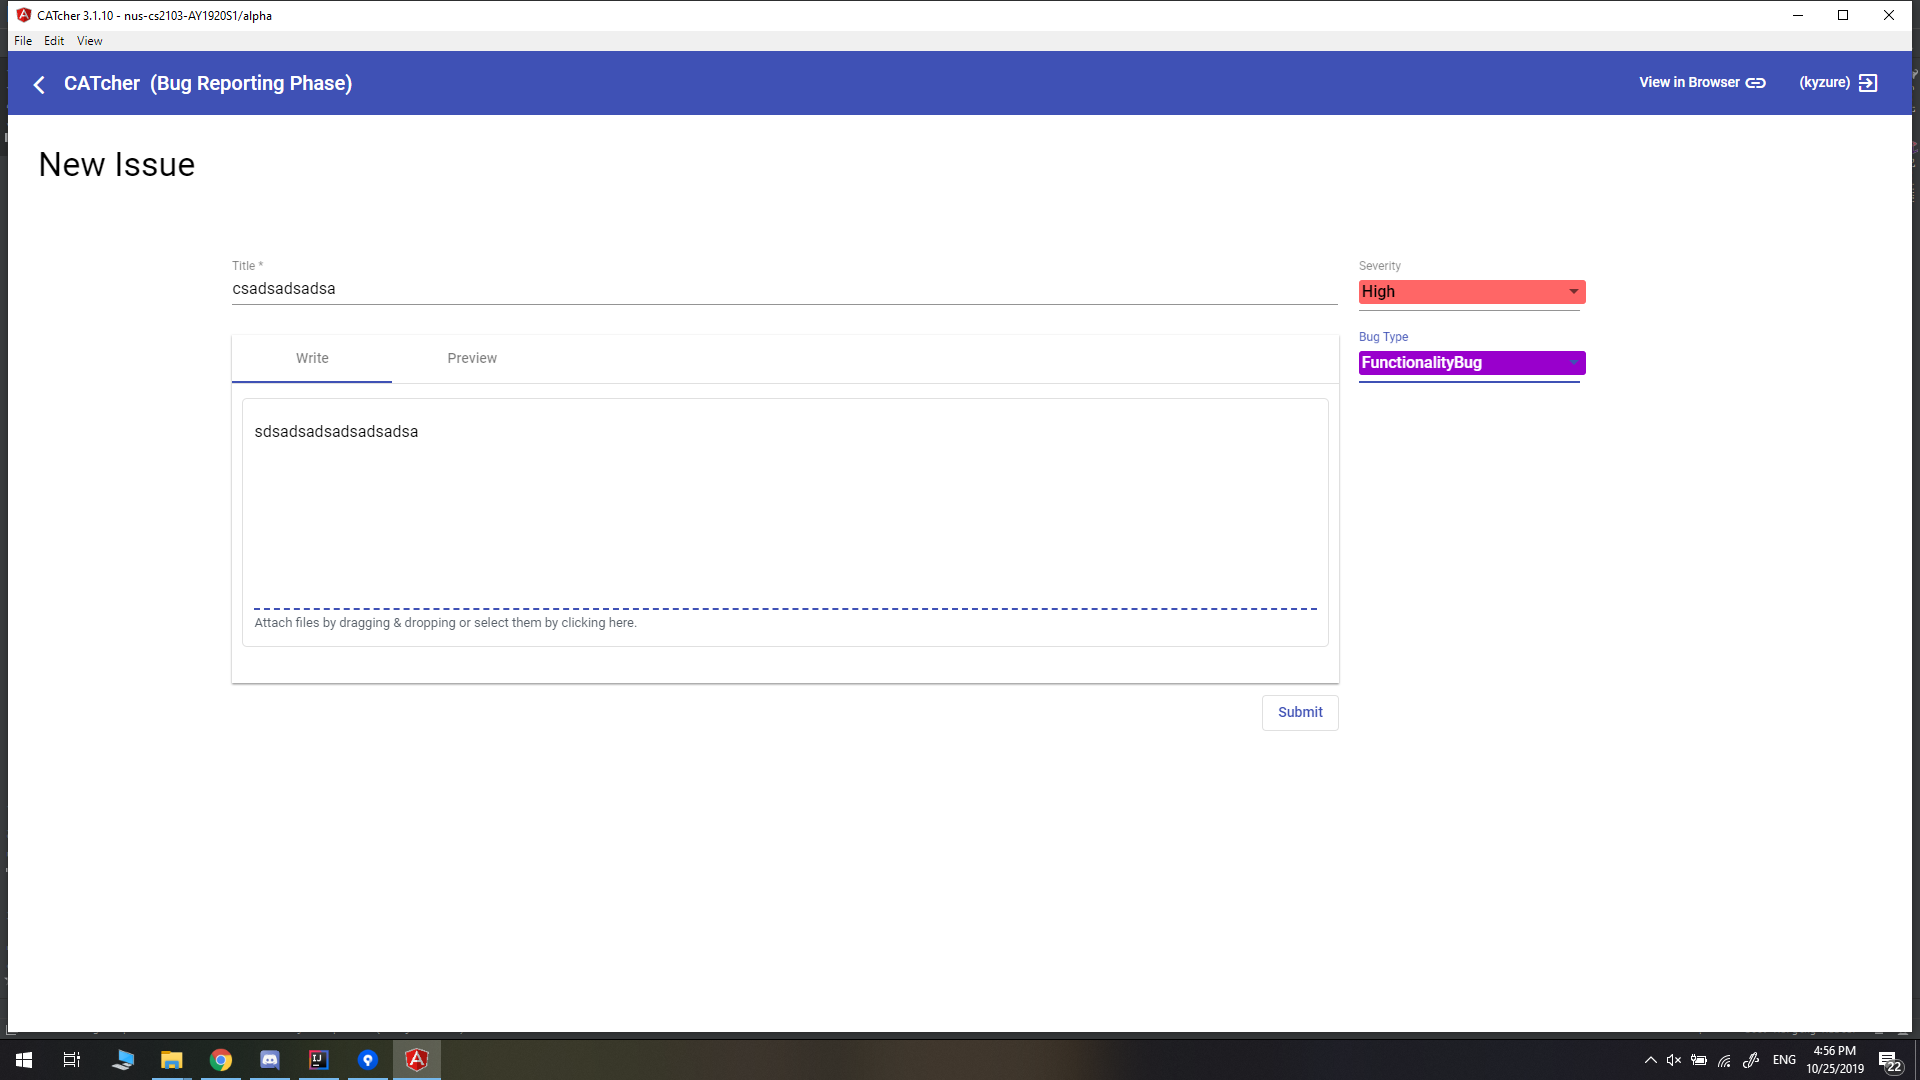 CATcher 3.1.10 - nus-cs2103-AY1920S1/alpha
File Edit View
CATcher (Bug Reporting Phase)
View in Browser
(kyzure)
New Issue
Title *
csadsadsadsa
Severity
High
Bug Type
FunctionalityBug
Write
Preview
sdsadsadsadsadsadsa
Attach files by dragging & dropping or select them by clicking here.
Submit
ENG
4:56 PM
10/25/2019
22